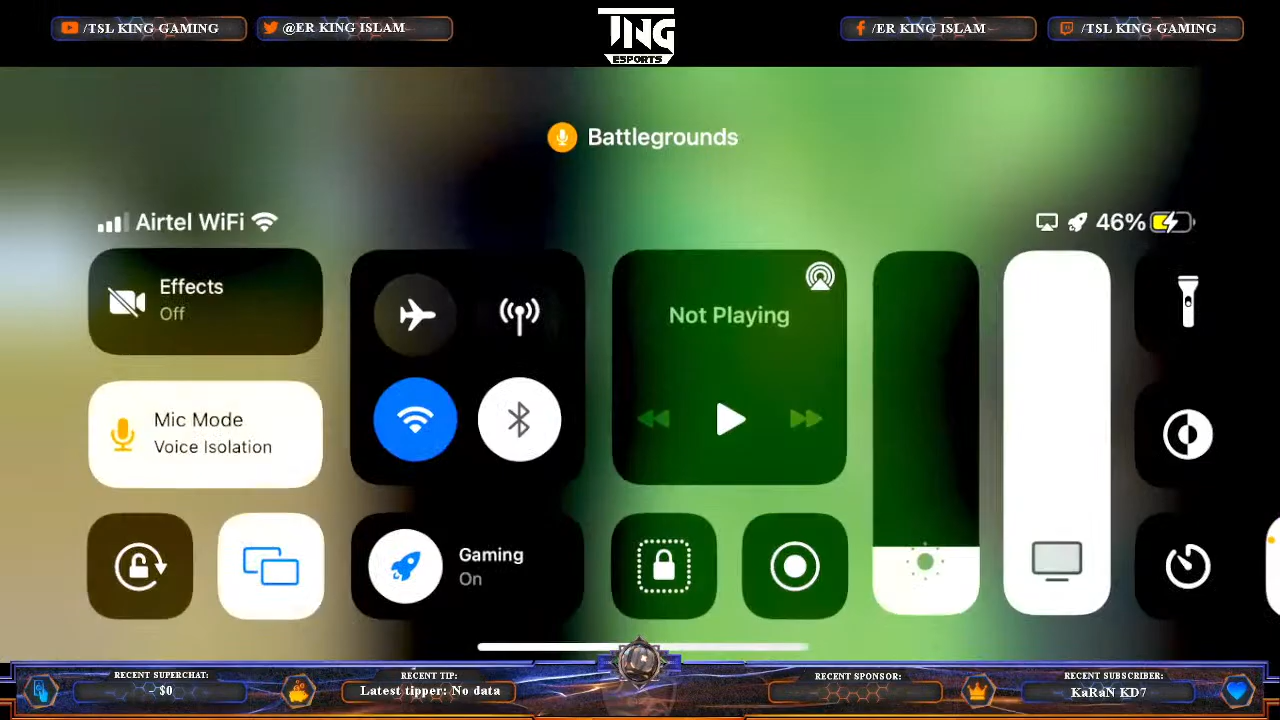 /TSL KING GAMING
@ER KING ISLAM
ING
ESPORTS
/ER KING ISLAM
/TSL KING GAMING
Battlegrounds
Airtel WiFi
46%
Effects
Off
Not Playing
Mic Mode
Voice Isolation
Gaming
On
RECENT SUPERCHAT:
$0
RECENT TIP:
Latest tipper: No data
RECENT SPONSOR:
RECENT SUBSCRIBER:
KaRaN KD7